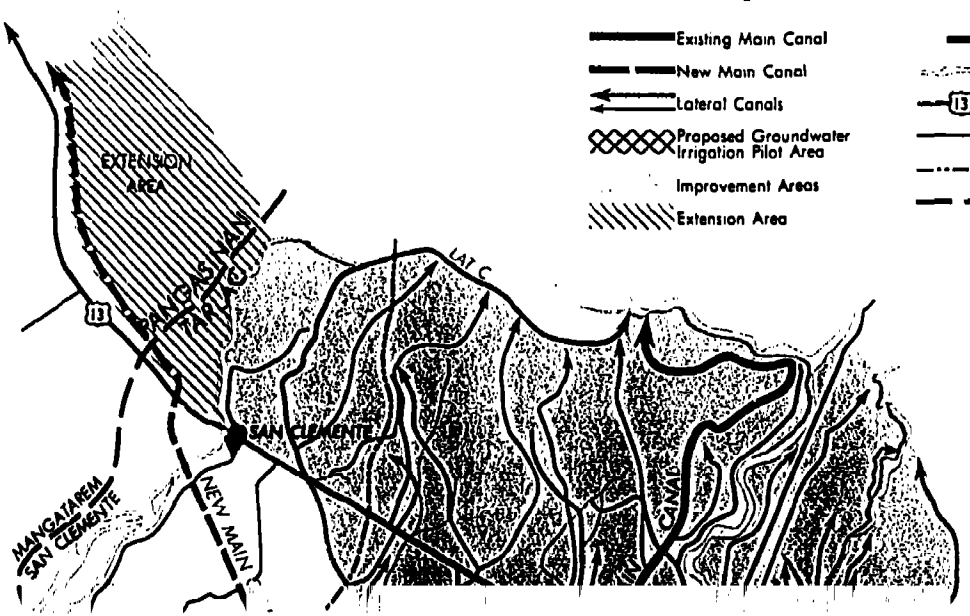 Existing Main Canal
New Main Canal
Lateral Canals
Proposed Groundwater
Irrigation Pilot Area
Improvement Areas
Extension Area
13
EXTENSION
AREA
PANGASINAN
TARLAC
LAT C
13
SAN CLEMENTE
MANGATAREM
SAN CLEMENTE
NEW MAIN
CANAL